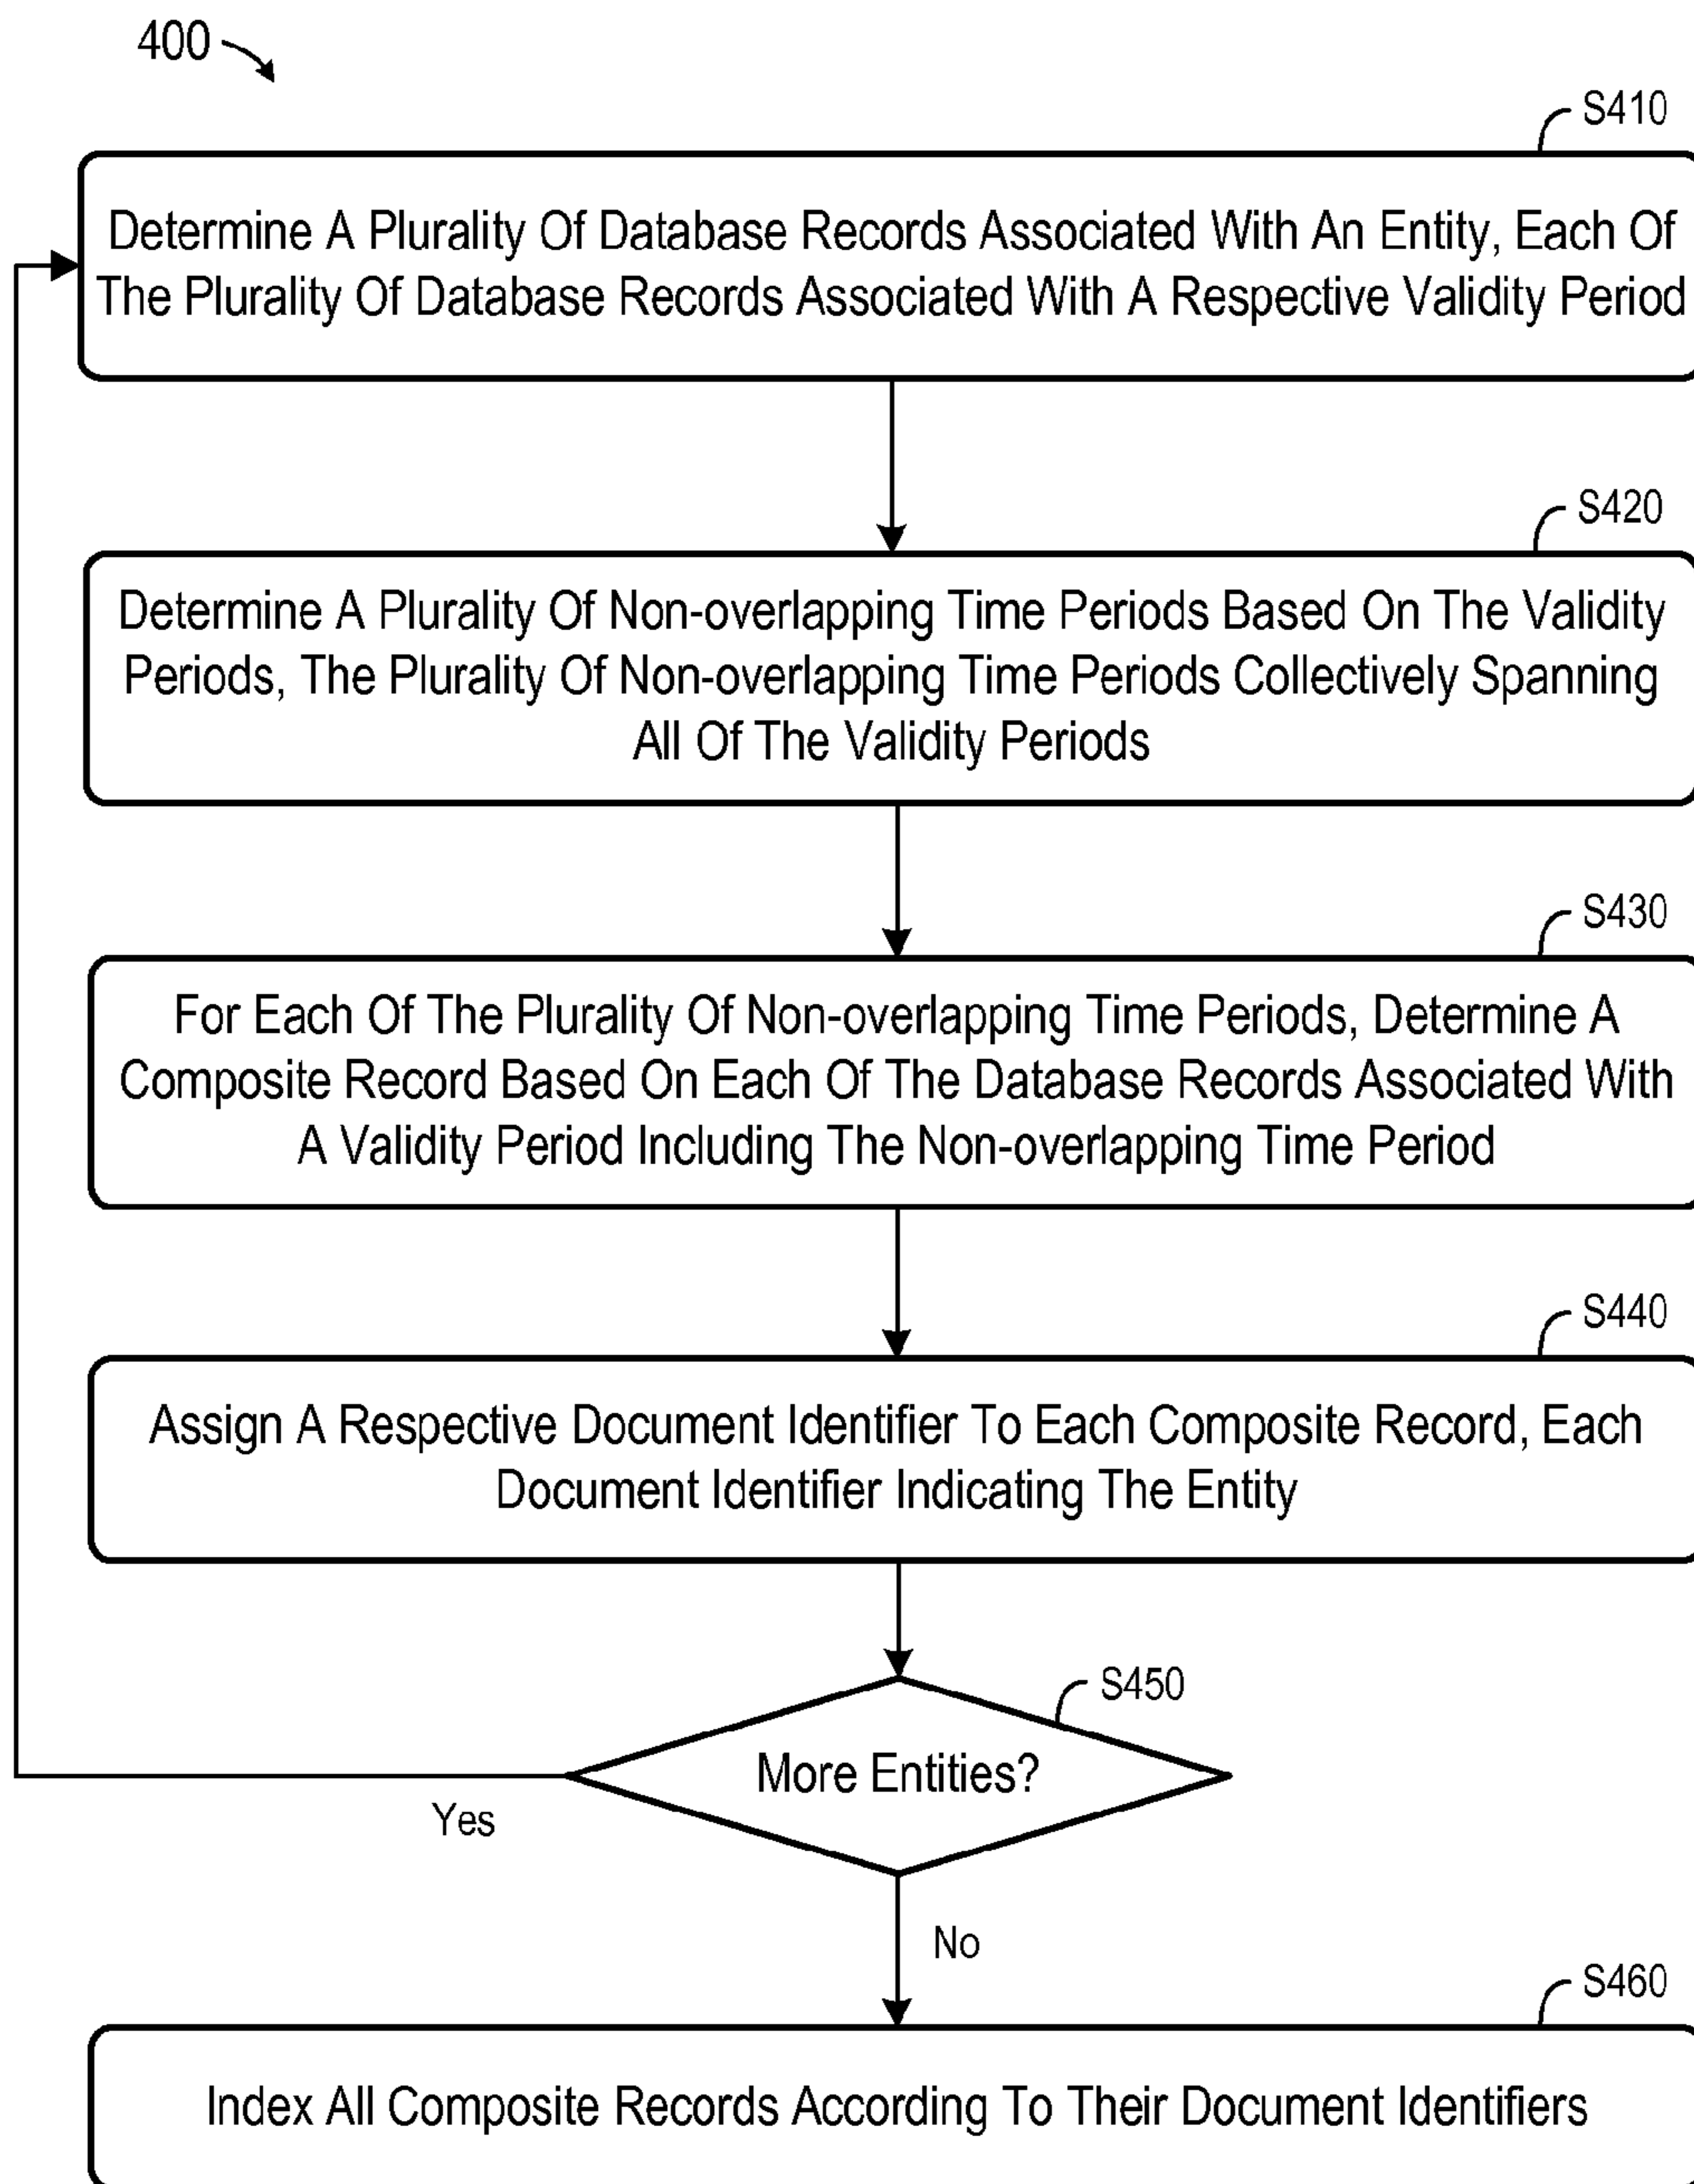 400
S410
Determine A Plurality Of Database Records Associated With An Entity, Each Of
The Plurality Of Database Records Associated With A Respective Validity Period
S420
Determine A Plurality Of Non-overlapping Time Periods Based On The Validity
Periods, The Plurality Of Non-overlapping Time Periods Collectively Spanning
All Of The Validity Periods
S430
For Each Of The Plurality Of Non-overlapping Time Periods, Determine A
Composite Record Based On Each Of The Database Records Associated With
A Validity Period Including The Non-overlapping Time Period
S440
Assign A Respective Document Identifier To Each Composite Record, Each
Document Identifier Indicating The Entity
S450
More Entities?
Yes
No
S460
Index All Composite Records According To Their Document Identifiers